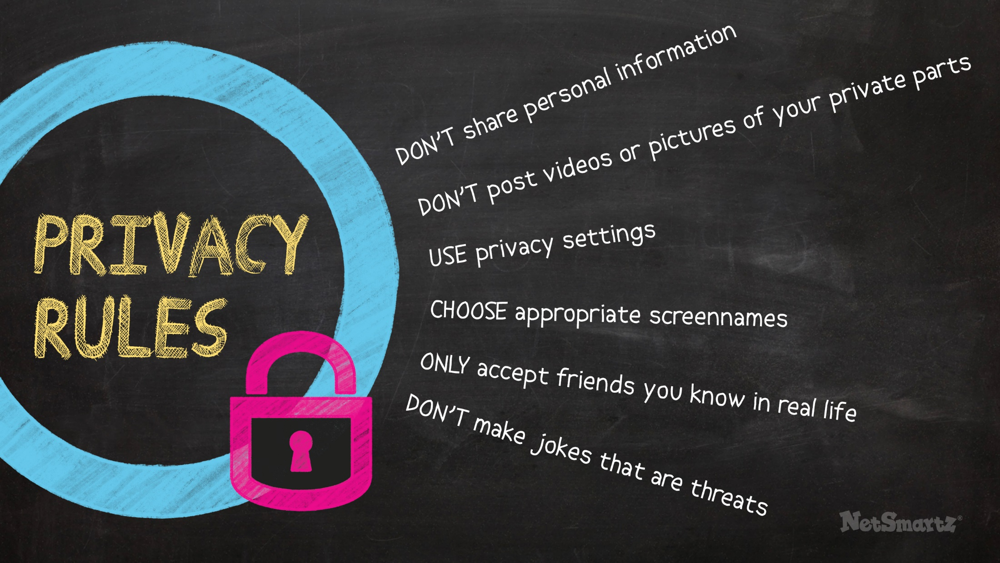 PRIVACY
RULES
DON'T share personal information
DON'T post videos or pictures of your private parts
USE privacy settings
CHOOSE appropriate screennames
ONLY accept friends you know in real life
DON'T make jokes that are threats
NetSmartz®